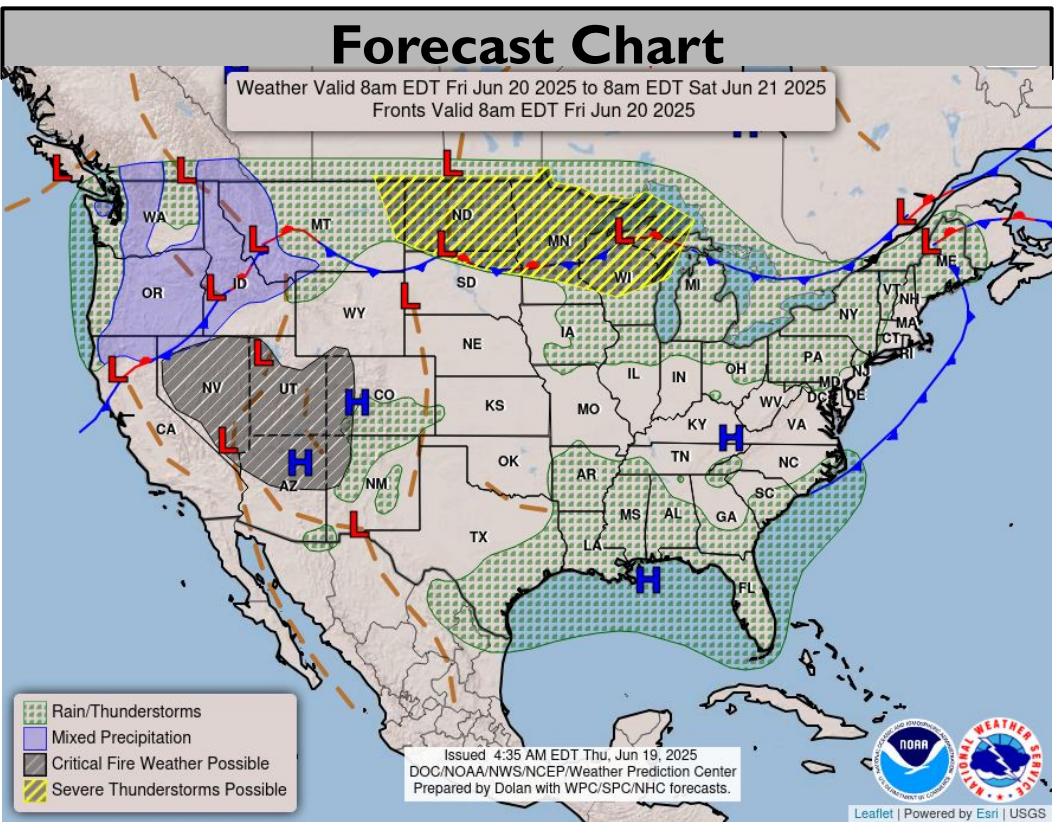 Forecast Chart
Weather Valid 8am EDT Fri Jun 20 2025 to 8am EDT Sat Jun 21 2025
Fronts Valid 8am EDT Fri Jun 20 2025
L
L
L
WA
MT
ND
L
MN
L
L
L
L
ME
OR
ID
L
SD
WI
MI
VT
NH
WY
L
NY
MA
NE
IA
CT
RI
L
L
NV
UT
H
CO
IL
IN
OH
PA
NJ
MD
DE
DC
WV
KS
MO
KY
VA
CA
L
H
H
TN
NC
OK
AR
AZ
NM
SC
L
MS
AL
GA
TX
LA
H
FL
Rain/Thunderstorms
Mixed Precipitation
Critical Fire Weather Possible
Severe Thunderstorms Possible
Issued 4:35 AM EDT Thu, Jun 19, 2025
DOC/NOAA/NWS/NCEP/Weather Prediction Center
Prepared by Dolan with WPC/SPC/NHC forecasts.
NOAA
NATIONAL WEATHER SERVICE
Leaflet | Powered by Esri | USGS